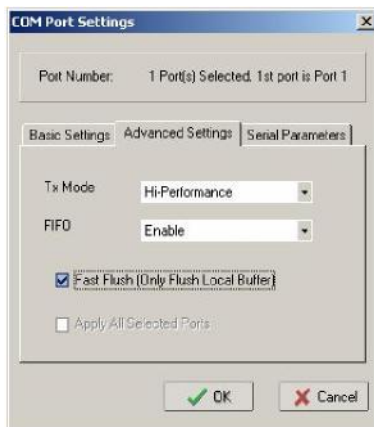 COM Port Settings
Port Number: 1 Port(s) Selected. 1st port is Port 1
Basic Settings Advanced Settings Serial Parameters
Tx Mode Hi-Performance
FIFO Enable
Fast Flush (Only Flush Local Buffer)
Apply All Selected Ports
OK Cancel